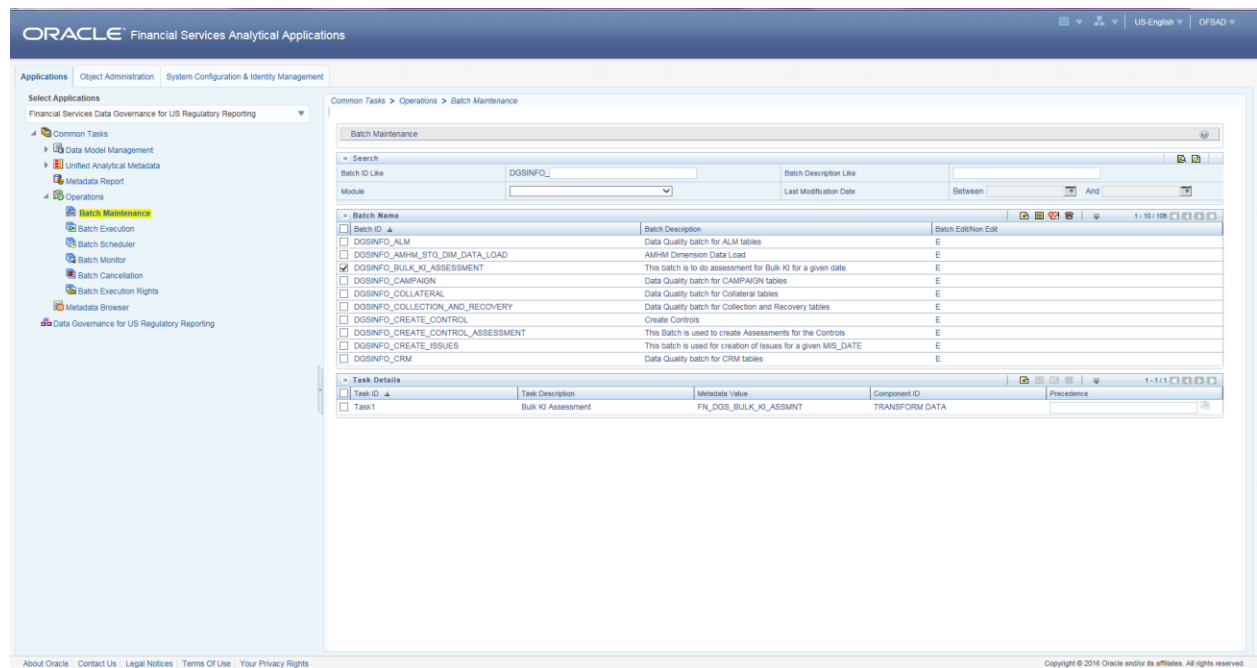 ORACLE Financial Services Analytical Applications
US-English OFSAD
Applications Object Administration System Configuration & Identity Management
Select Applications
Financial Services Data Governance for US Regulatory Reporting
Common Tasks
Data Model Management
Unified Analytical Metadata
Metadata Report
Operations
Batch Maintenance
Batch Execution
Batch Scheduler
Batch Monitor
Batch Cancellation
Batch Execution Rights
Metadata Browser
Data Governance for US Regulatory Reporting
Common Tasks > Operations > Batch Maintenance
Batch Maintenance
» Search
Batch ID Like DGSINFO_ Batch Description Like
Module Last Modification Date Between And
» Batch Name 1 - 10 / 106
Batch ID Batch Description Batch Edit/Non Edit
DGSINFO_ALM Data Quality batch for ALM tables E
DGSINFO_AMHM_STG_DIM_DATA_LOAD AMHM Dimension Data Load E
DGSINFO_BULK_KI_ASSESSMENT This batch is to do assessment for Bulk KI for a given date. E
DGSINFO_CAMPAIGN Data Quality batch for CAMPAIGN tables E
DGSINFO_COLLATERAL Data Quality batch for Collateral tables E
DGSINFO_COLLECTION_AND_RECOVERY Data Quality batch for Collection and Recovery tables E
DGSINFO_CREATE_CONTROL Create Controls E
DGSINFO_CREATE_CONTROL_ASSESSMENT This Batch is used to create Assessments for the Controls E
DGSINFO_CREATE_ISSUES This batch is used for creation of Issues for a given MIS_DATE E
DGSINFO_CRM Data Quality batch for CRM tables E
» Task Details 1 - 1 / 1
Task ID Task Description Metadata Value Component ID Precedence
Task1 Bulk KI Assessment FN_DGS_BULK_KI_ASSMNT TRANSFORM DATA
About Oracle Contact Us Legal Notices Terms Of Use Your Privacy Rights
Copyright © 2016 Oracle and/or its affiliates. All rights reserved.